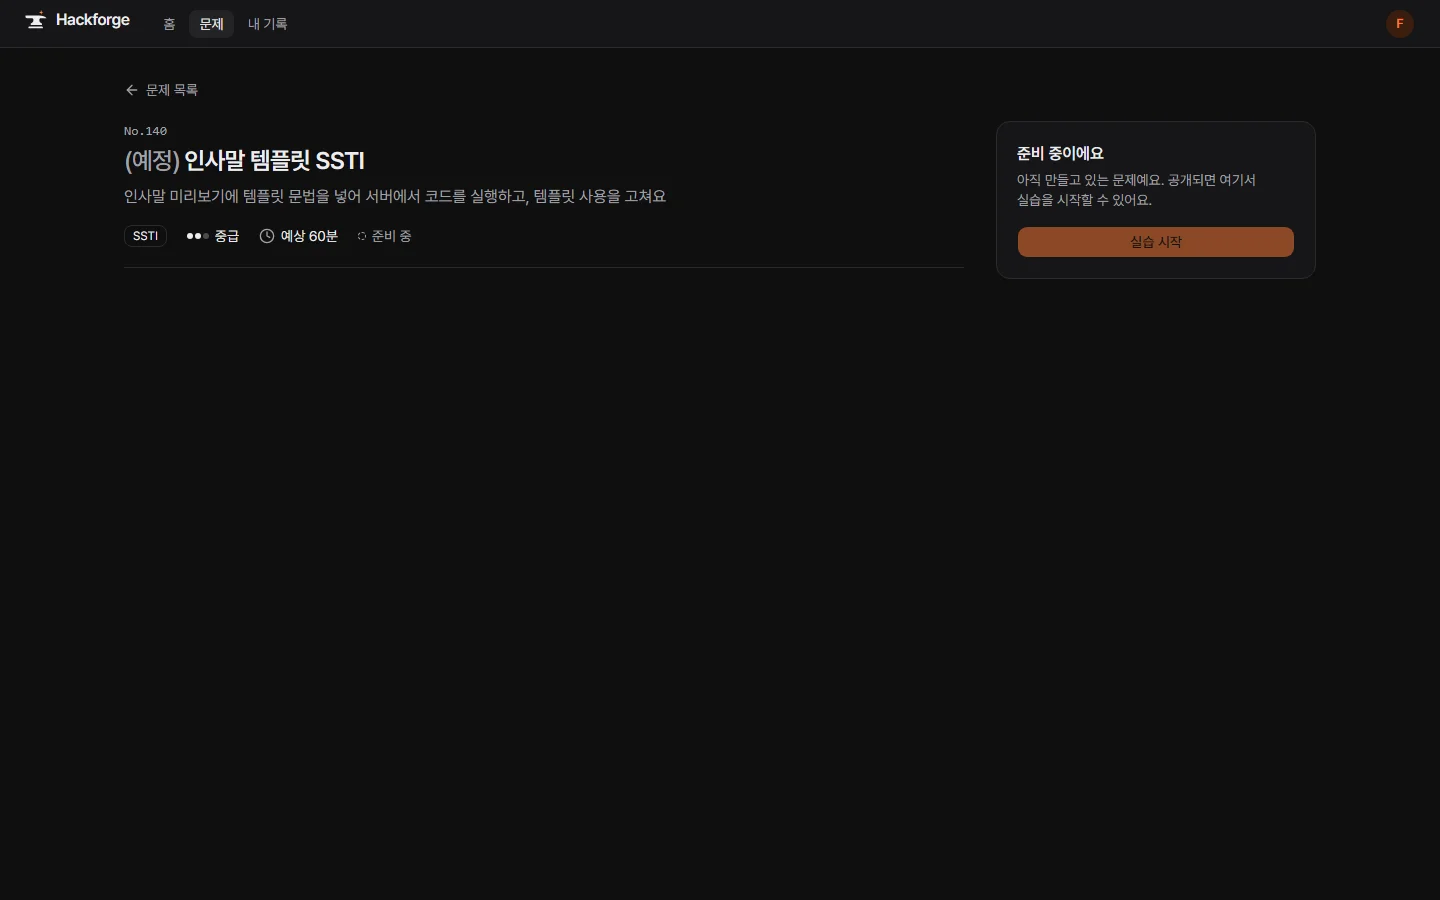 Hackforge 홈 문제 내 기록 F
문제 목록
No.140
(예정) 인사말 템플릿 SSTI
인사말 미리보기에 템플릿 문법을 넣어 서버에서 코드를 실행하고, 템플릿 사용을 고쳐요
SSTI 중급 예상 60분 준비 중
준비 중이에요
아직 만들고 있는 문제예요. 공개되면 여기서
실습을 시작할 수 있어요.
실습 시작